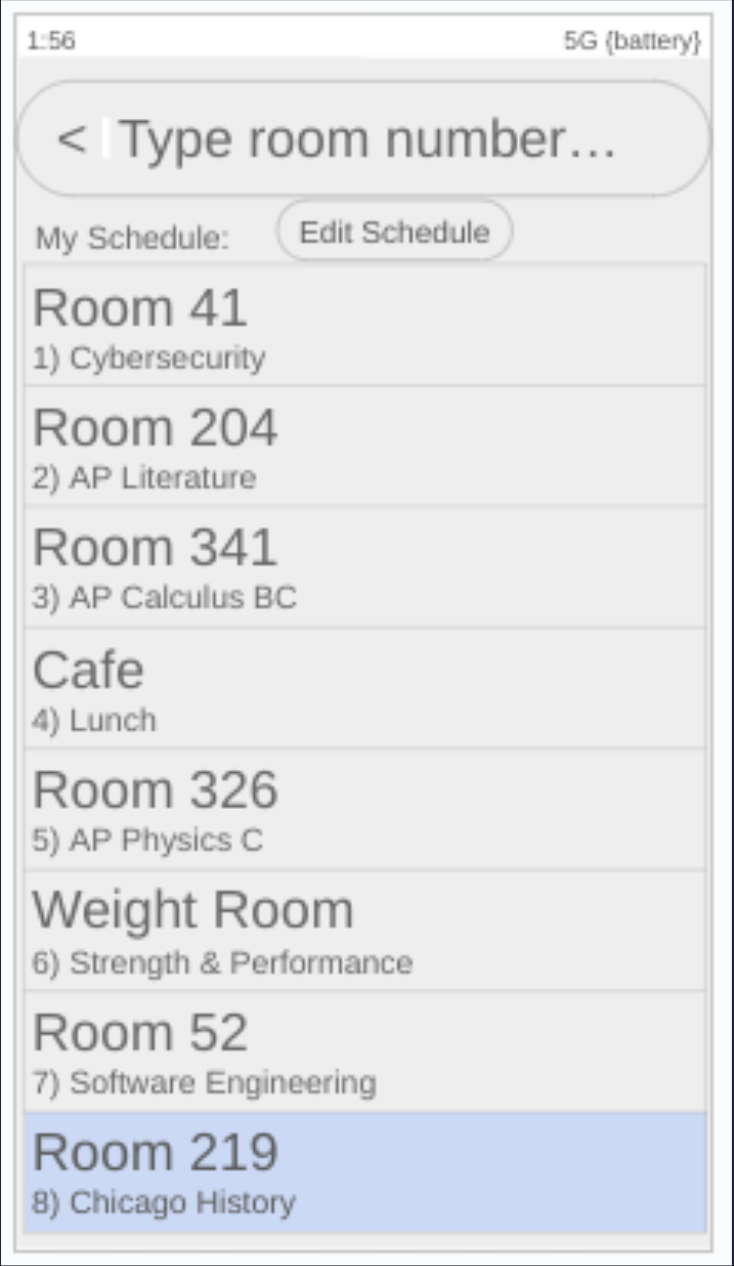 1:56 5G {battery}
< Type room number...
My Schedule: Edit Schedule
Room 41
1) Cybersecurity
Room 204
2) AP Literature
Room 341
3) AP Calculus BC
Cafe
4) Lunch
Room 326
5) AP Physics C
Weight Room
6) Strength & Performance
Room 52
7) Software Engineering
Room 219
8) Chicago History